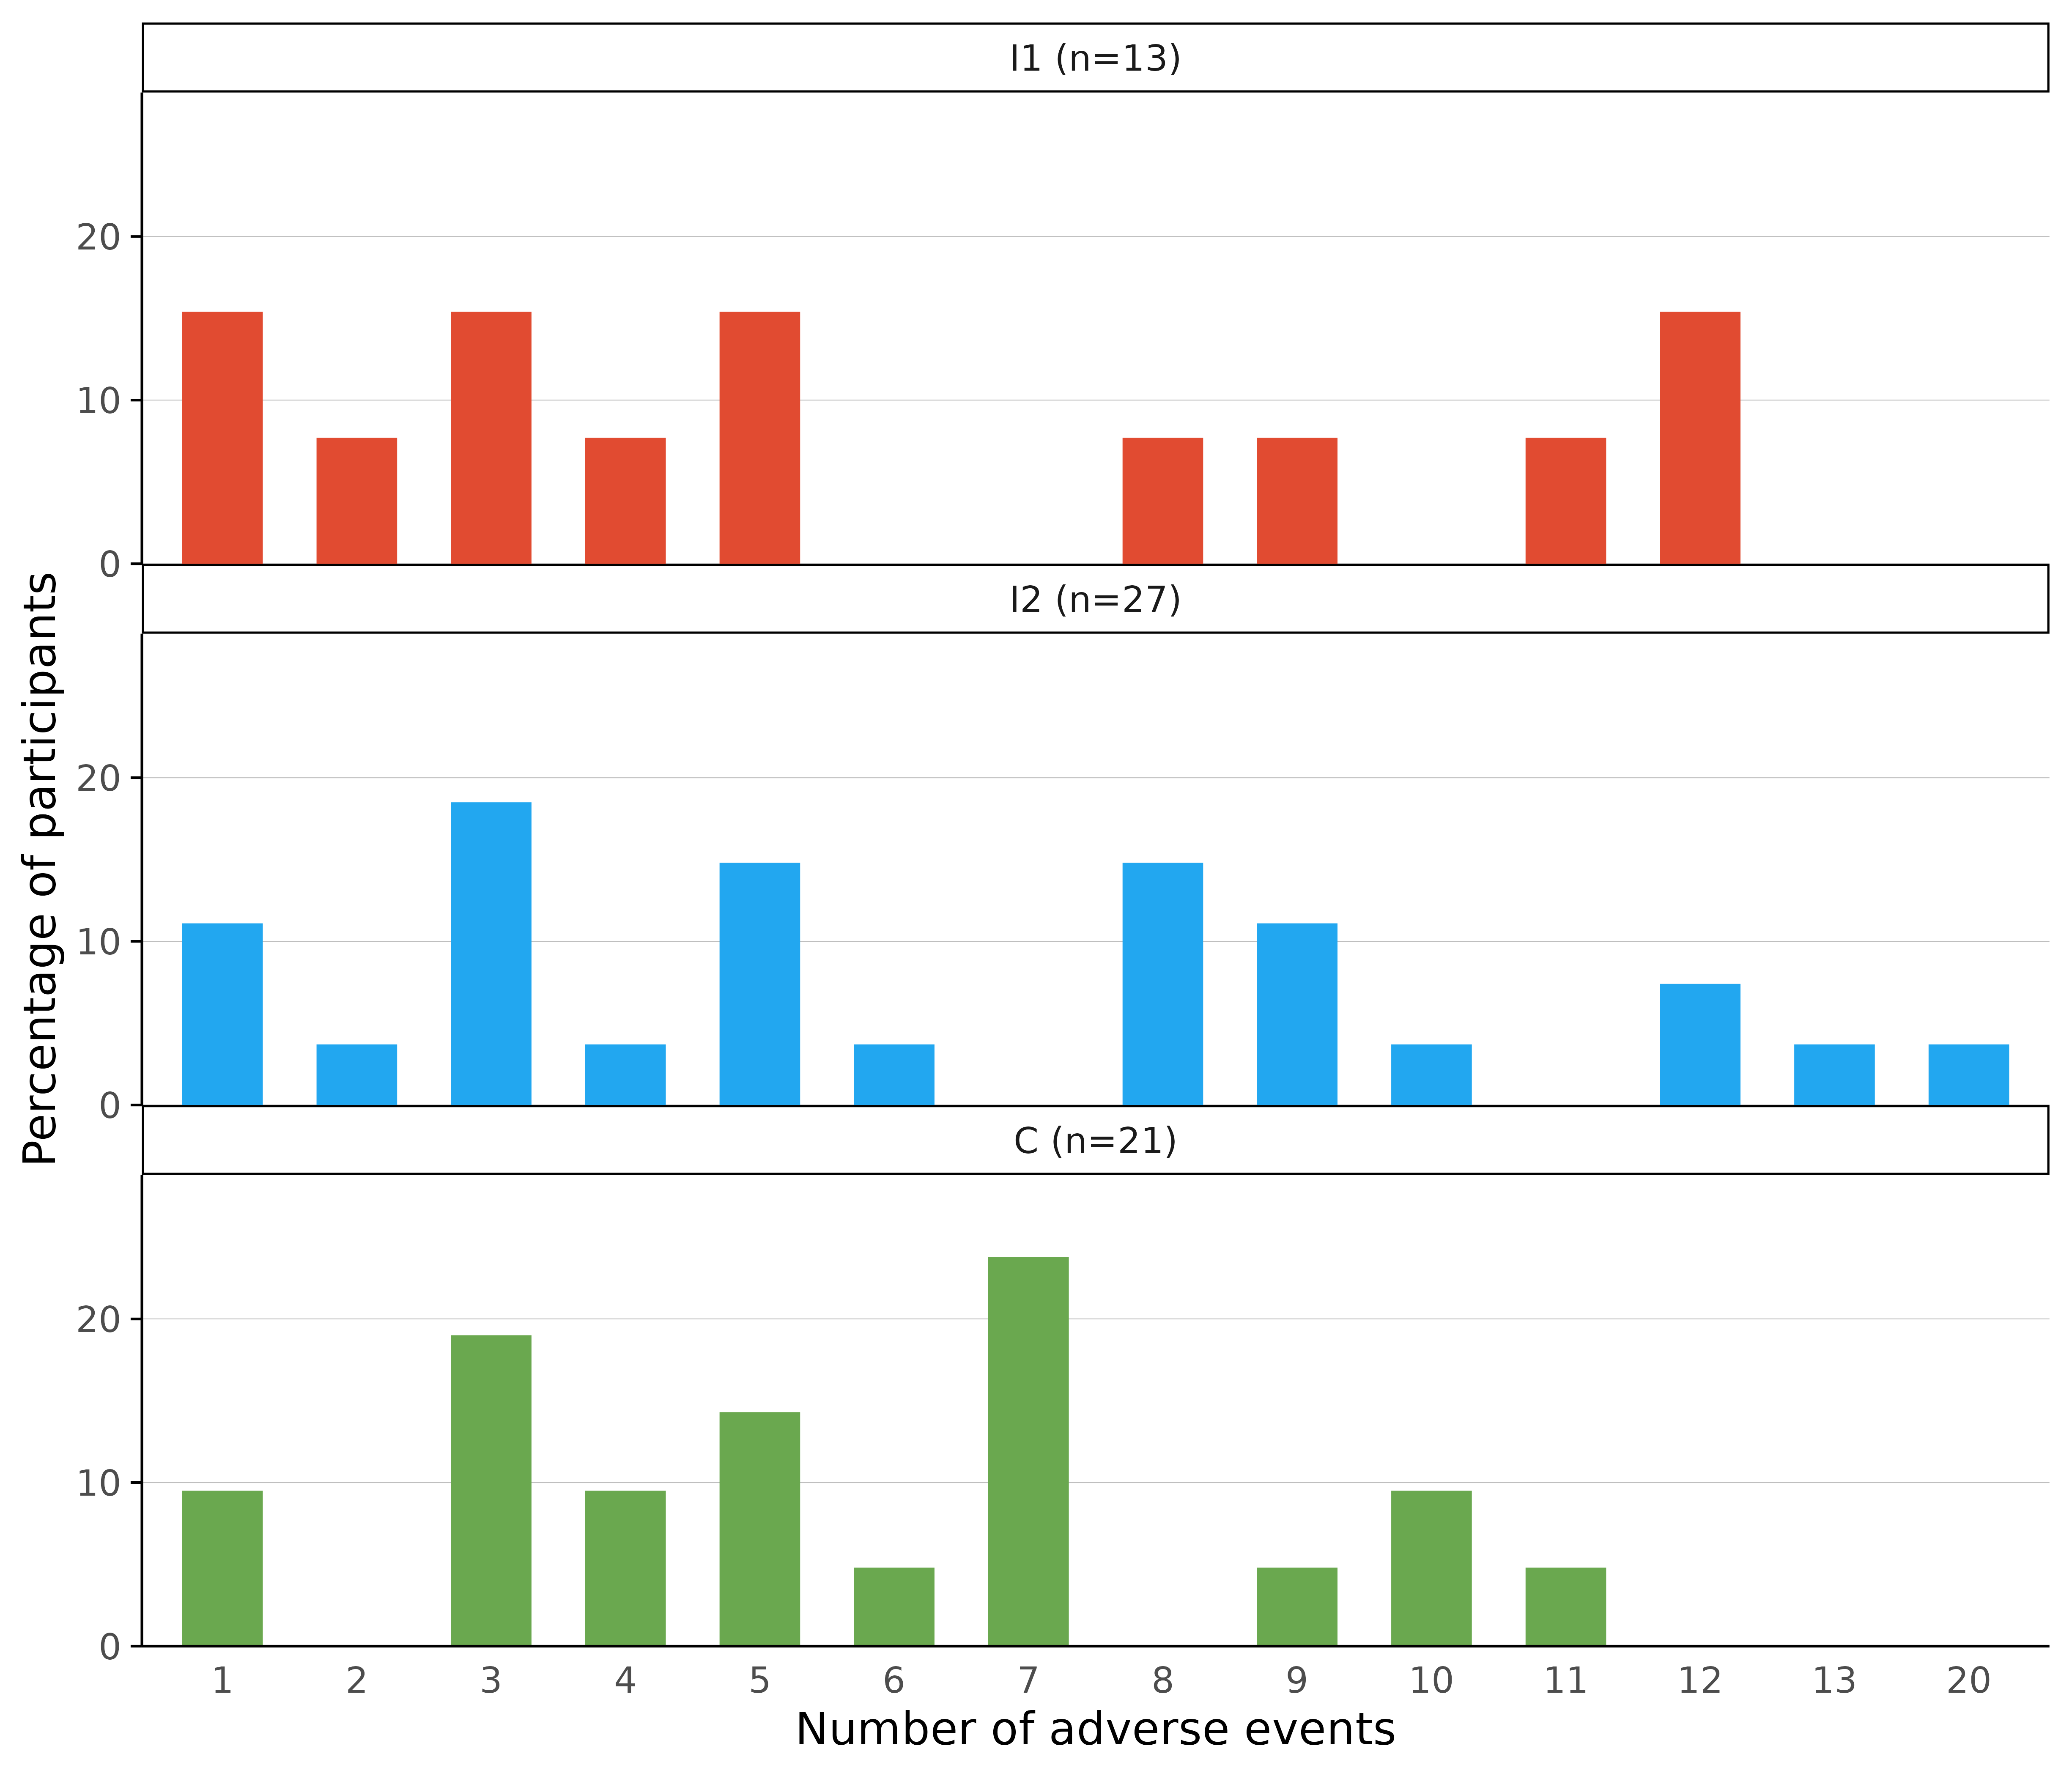 I1 (n=13)
20
10
0
I2 (n=27)
20
10
0
C (n=21)
20
10
0
1 2 3 4 5 6 7 8 9 10 11 12 13 20
Number of adverse events
Percentage of participants